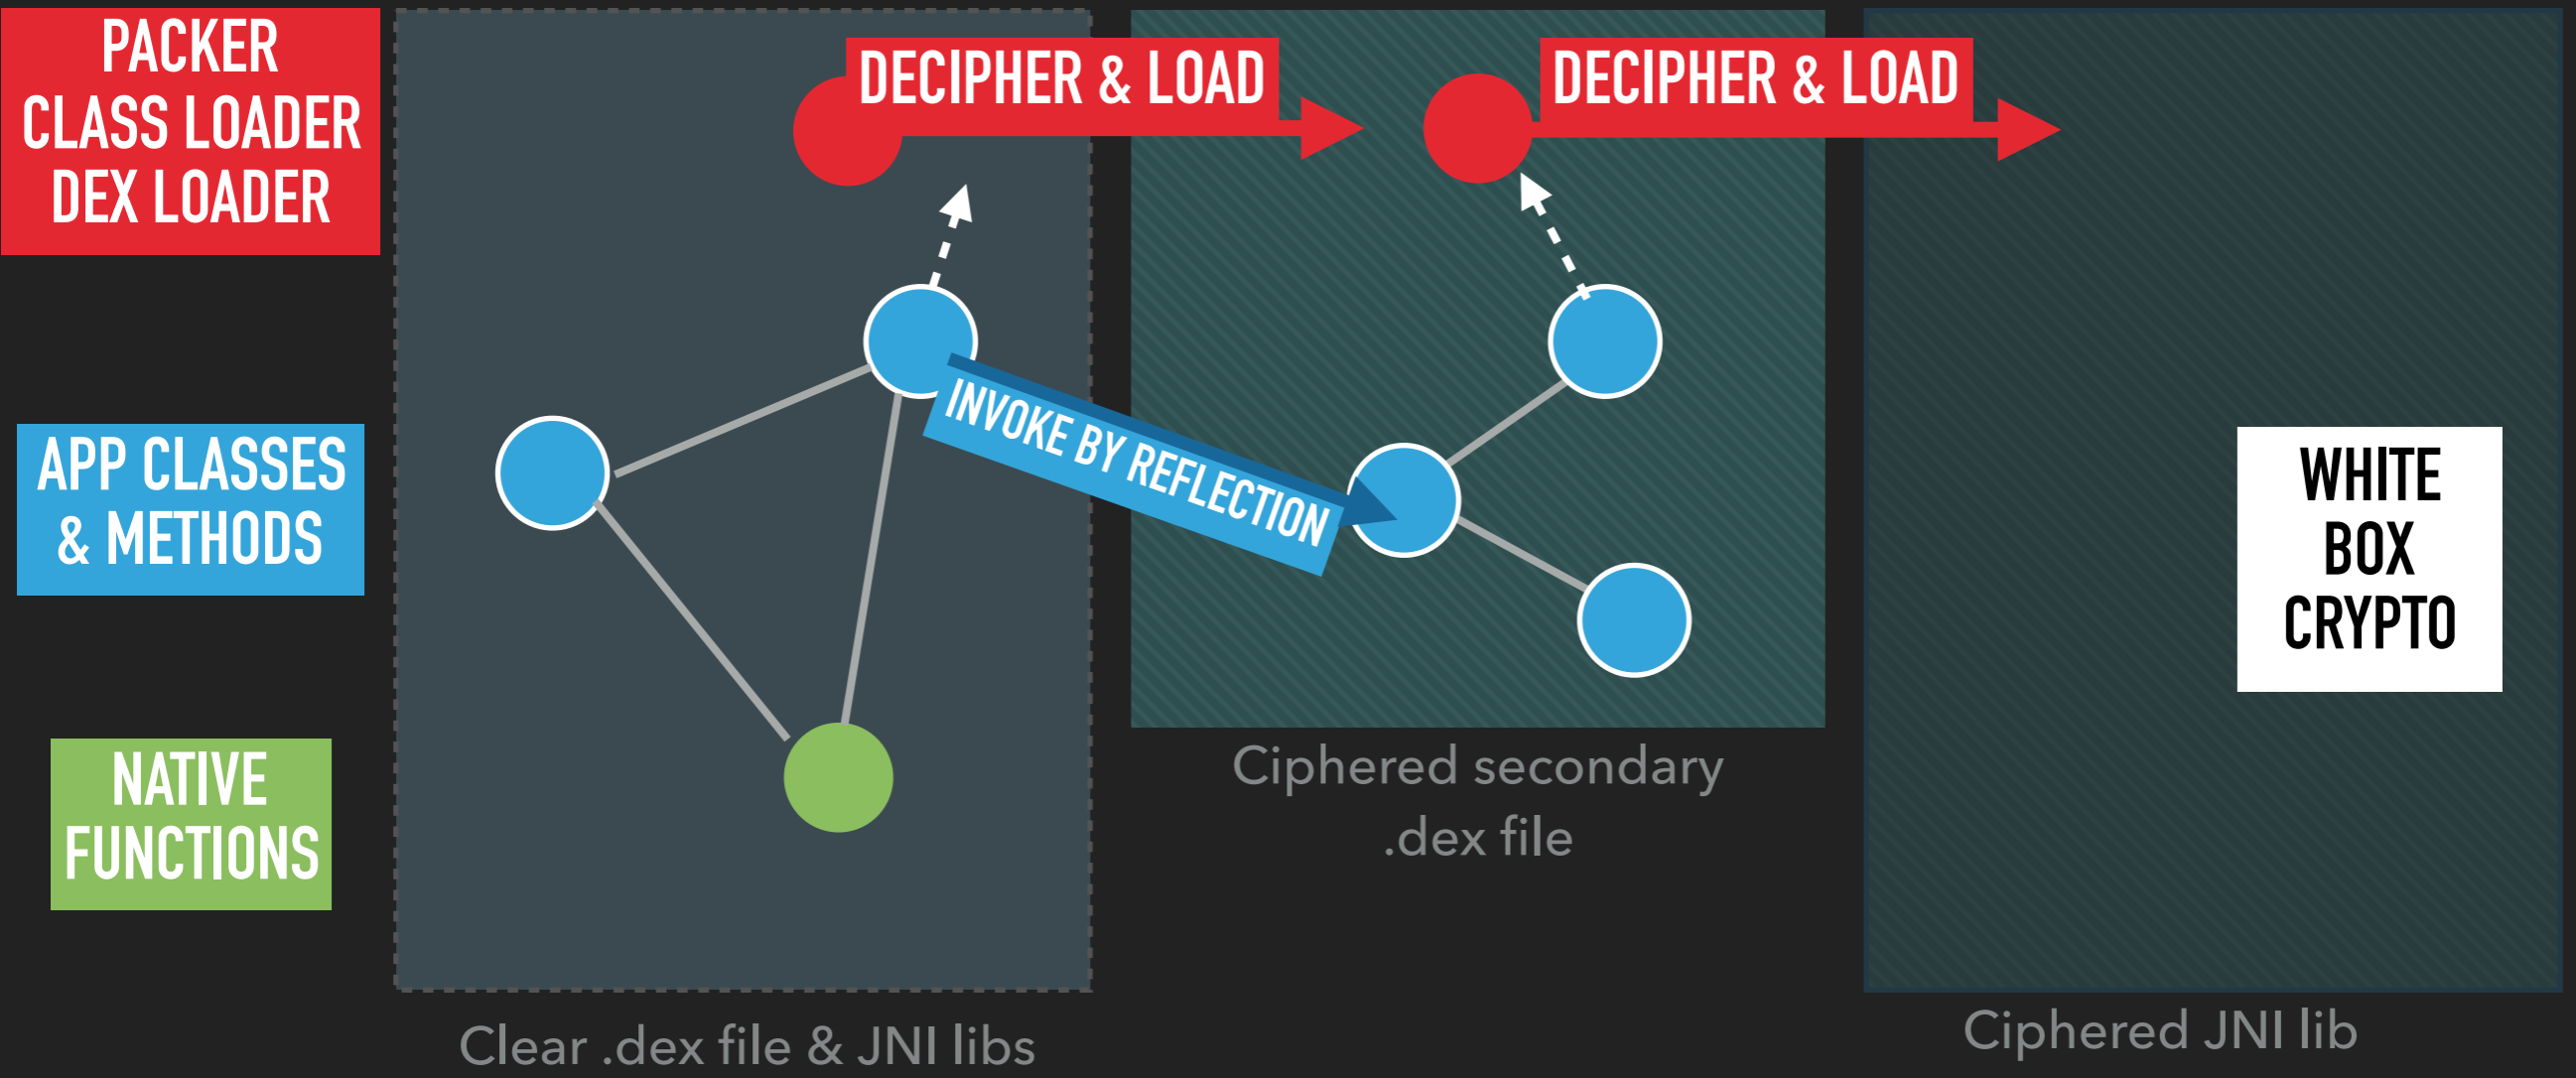 PACKER
CLASS LOADER
DEX LOADER
DECIPHER & LOAD
DECIPHER & LOAD
APP CLASSES
& METHODS
INVOKE BY REFLECTION
WHITE
BOX
CRYPTO
NATIVE
FUNCTIONS
Ciphered secondary
.dex file
Clear .dex file & JNI libs
Ciphered JNI lib